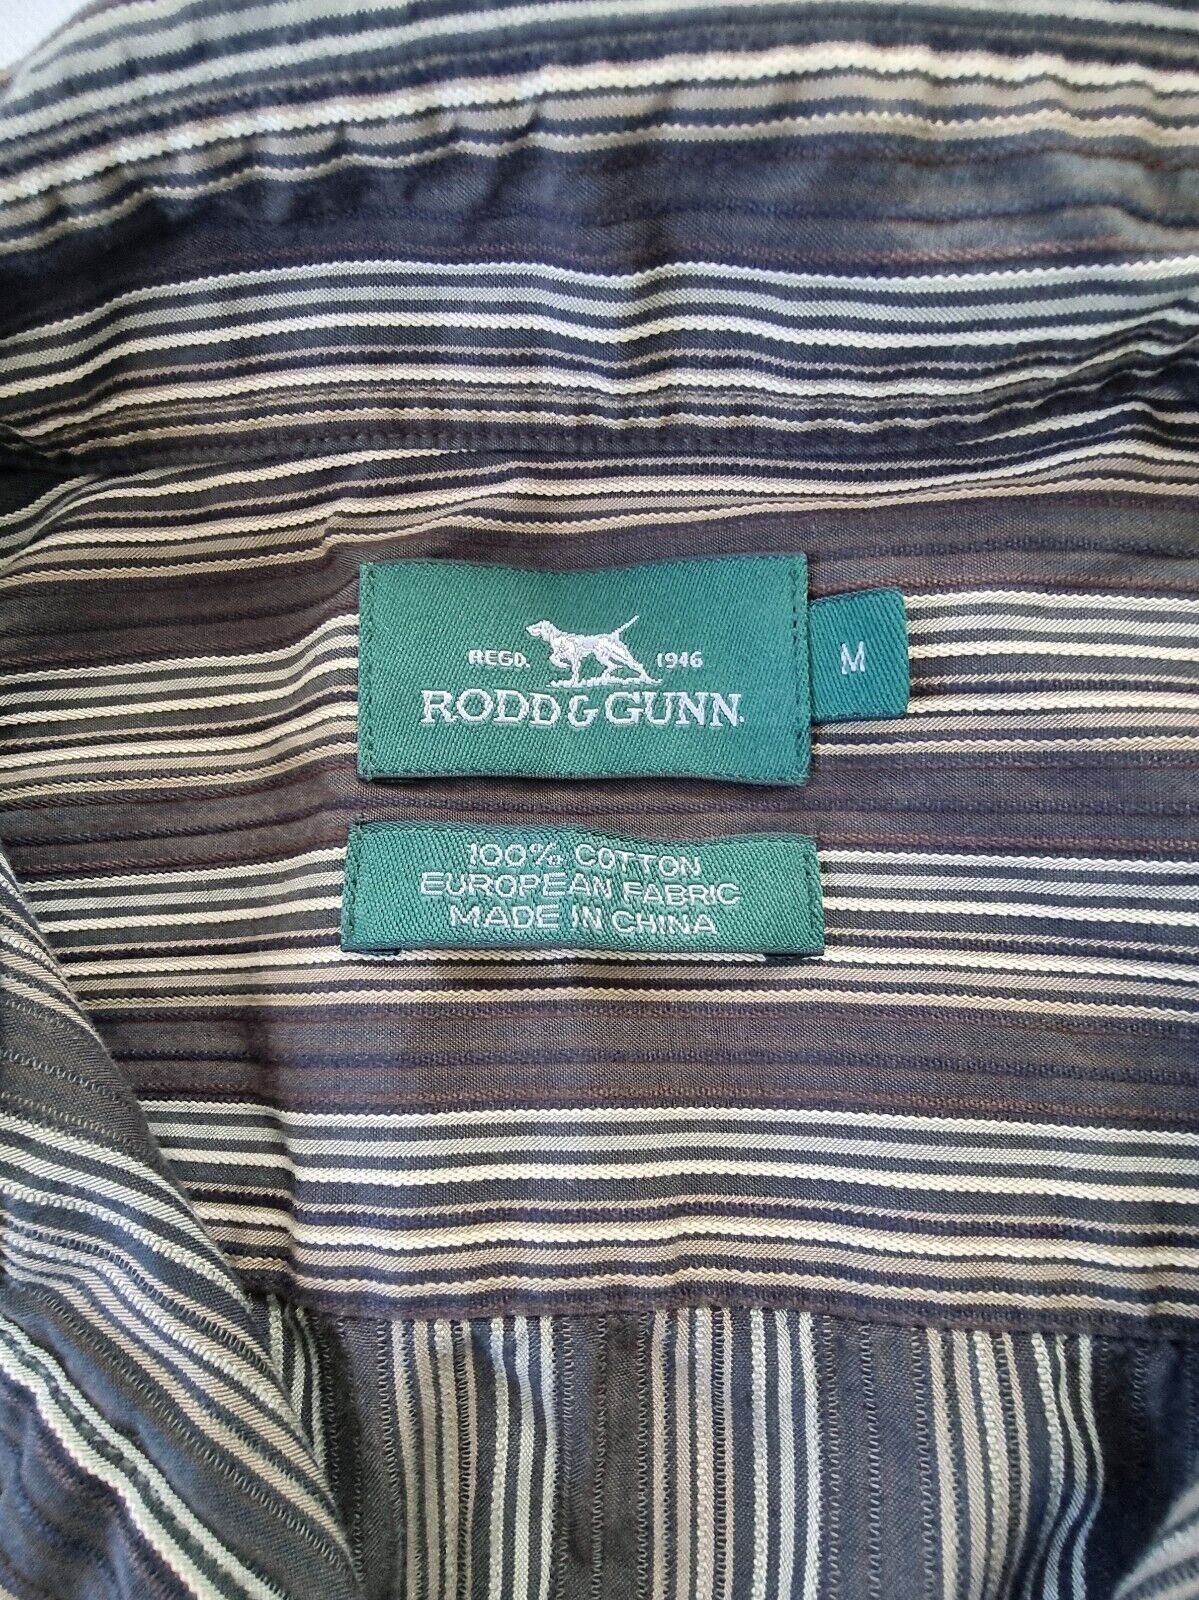 REGD. 1946
RODD & GUNN.
M
100% COTTON
EUROPEAN FABRIC
MADE IN CHINA